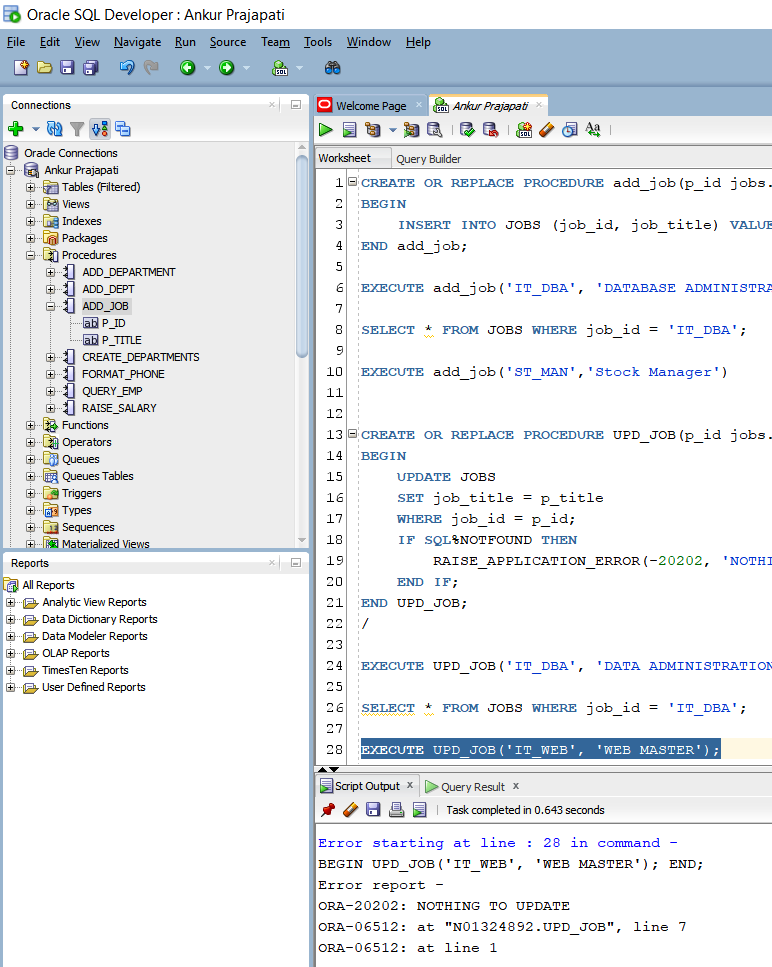 Oracle SQL Developer : Ankur Prajapati
File Edit View Navigate Run Source Team Tools Window Help
Connections
Oracle Connections
Ankur Prajapati
Tables (Filtered)
Views
Indexes
Packages
Procedures
ADD_DEPARTMENT
ADD_DEPT
ADD_JOB
P_ID
P_TITLE
CREATE_DEPARTMENTS
FORMAT_PHONE
QUERY_EMP
RAISE_SALARY
Functions
Operators
Queues
Queues Tables
Triggers
Types
Sequences
Materialized Views
Reports
All Reports
Analytic View Reports
Data Dictionary Reports
Data Modeler Reports
OLAP Reports
TimesTen Reports
User Defined Reports
Welcome Page Ankur Prajapati
Worksheet Query Builder
1 CREATE OR REPLACE PROCEDURE add_job(p_id jobs.
2 BEGIN
3 INSERT INTO JOBS (job_id, job_title) VALUE
4 END add_job;
5
6 EXECUTE add_job('IT_DBA', 'DATABASE ADMINISTRA
7
8 SELECT * FROM JOBS WHERE job_id = 'IT_DBA';
9
10 EXECUTE add_job('ST_MAN','Stock Manager')
11
12
13 CREATE OR REPLACE PROCEDURE UPD_JOB(p_id jobs.
14 BEGIN
15 UPDATE JOBS
16 SET job_title = p_title
17 WHERE job_id = p_id;
18 IF SQL%NOTFOUND THEN
19 RAISE_APPLICATION_ERROR(-20202, 'NOTHI
20 END IF;
21 END UPD_JOB;
22 /
23
24 EXECUTE UPD_JOB('IT_DBA', 'DATA ADMINISTRATION
25
26 SELECT * FROM JOBS WHERE job_id = 'IT_DBA';
27
28 EXECUTE UPD_JOB('IT_WEB', 'WEB MASTER');
Script Output x Query Result x
Task completed in 0.643 seconds
Error starting at line : 28 in command -
BEGIN UPD_JOB('IT_WEB', 'WEB MASTER'); END;
Error report -
ORA-20202: NOTHING TO UPDATE
ORA-06512: at "N01324892.UPD_JOB", line 7
ORA-06512: at line 1